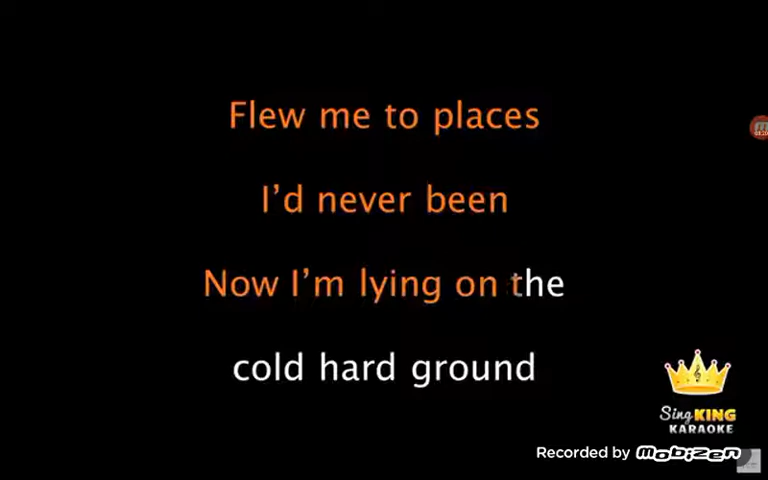 Flew me to places
I'd never been
Now I'm lying on the
cold hard ground
Sing KING
KARAOKE
Recorded by Mobizen